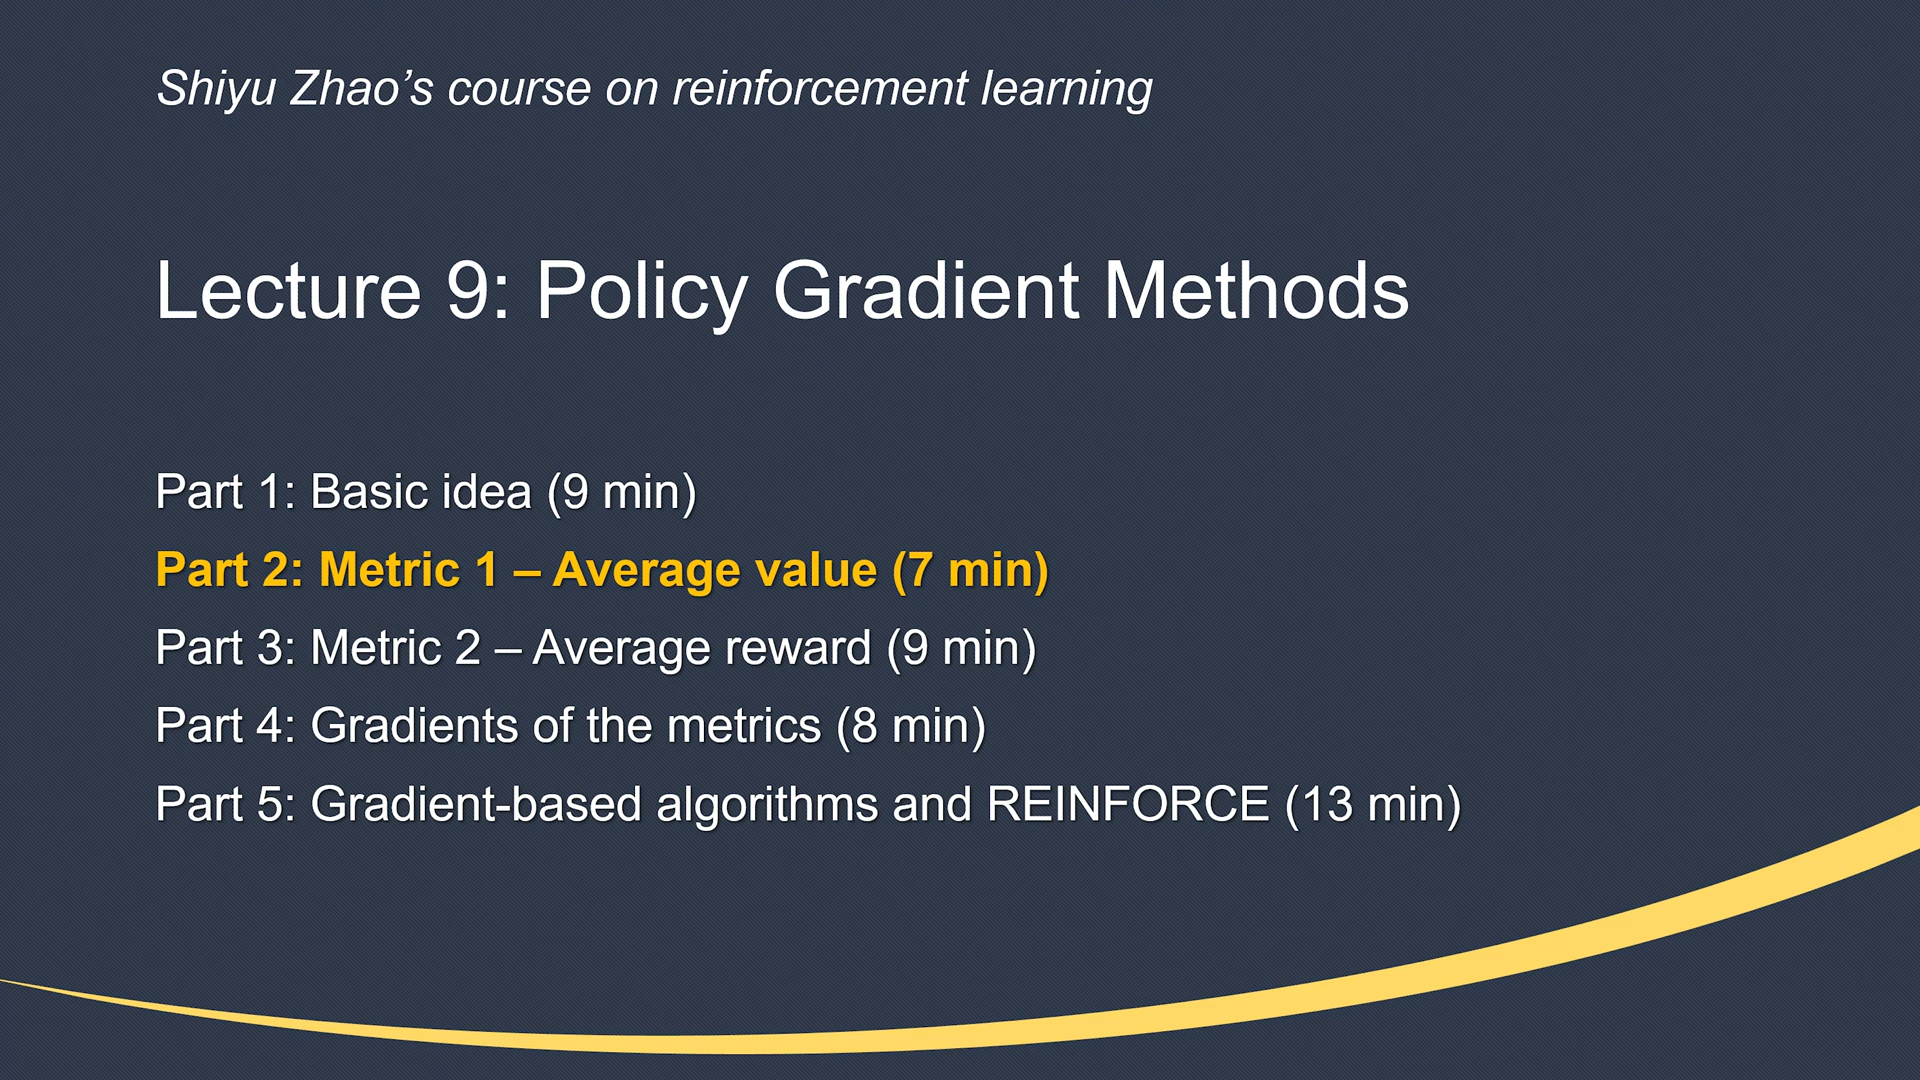 Shiyu Zhao’s course on reinforcement learning
Lecture 9: Policy Gradient Methods
Part 1: Basic idea (9 min)
Part 2: Metric 1 – Average value (7 min)
Part 3: Metric 2 – Average reward (9 min)
Part 4: Gradients of the metrics (8 min)
Part 5: Gradient-based algorithms and REINFORCE (13 min)